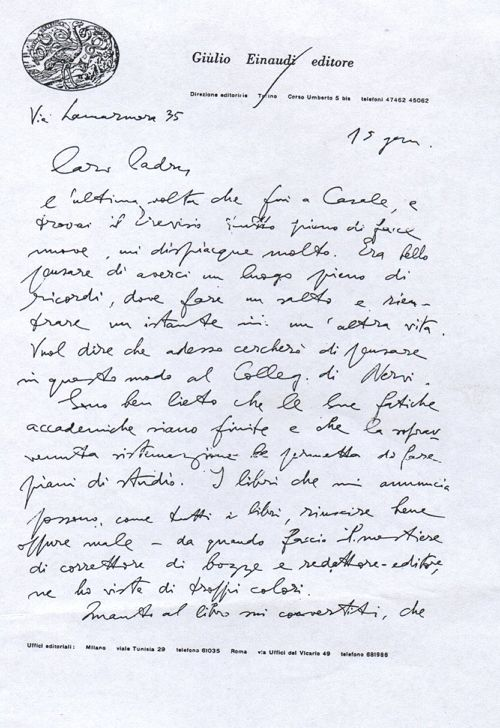 Giulio Einaudi editore
Direzione editoriale Torino Corso Umberto 5 bis telefoni 47462 45062
Via Lamarmora 35
15 genn.
Caro Padre,
l'ultima volta che fui a Casale, e
trovai il Treviso tutto pieno di facce
nuove, mi dispiacque molto. Era bello
pensare di averci un luogo pieno di
ricordi, dove fare un salto e rien-
trare un istante in un'altra vita.
Vuol dire che adesso cercherò di pensare
in questo modo al Colleg. di Nervi.
Sono ben lieto che le Sue fatiche
accademiche siano finite e che la soprav-
venuta sistemazione Le permetta di fare
piani di studio. I libri che mi annuncia
possono, come tutti i libri, riuscire bene
oppure male – da quando faccio il mestiere
di correttore di bozze e redattore-editore,
ne ho vista di troppi colori.
Quanto al libro sui convertiti, che
Uffici editoriali: Milano viale Tunisia 29 telefono 61035 Roma via Uffici del Vicario 49 telefono 681986